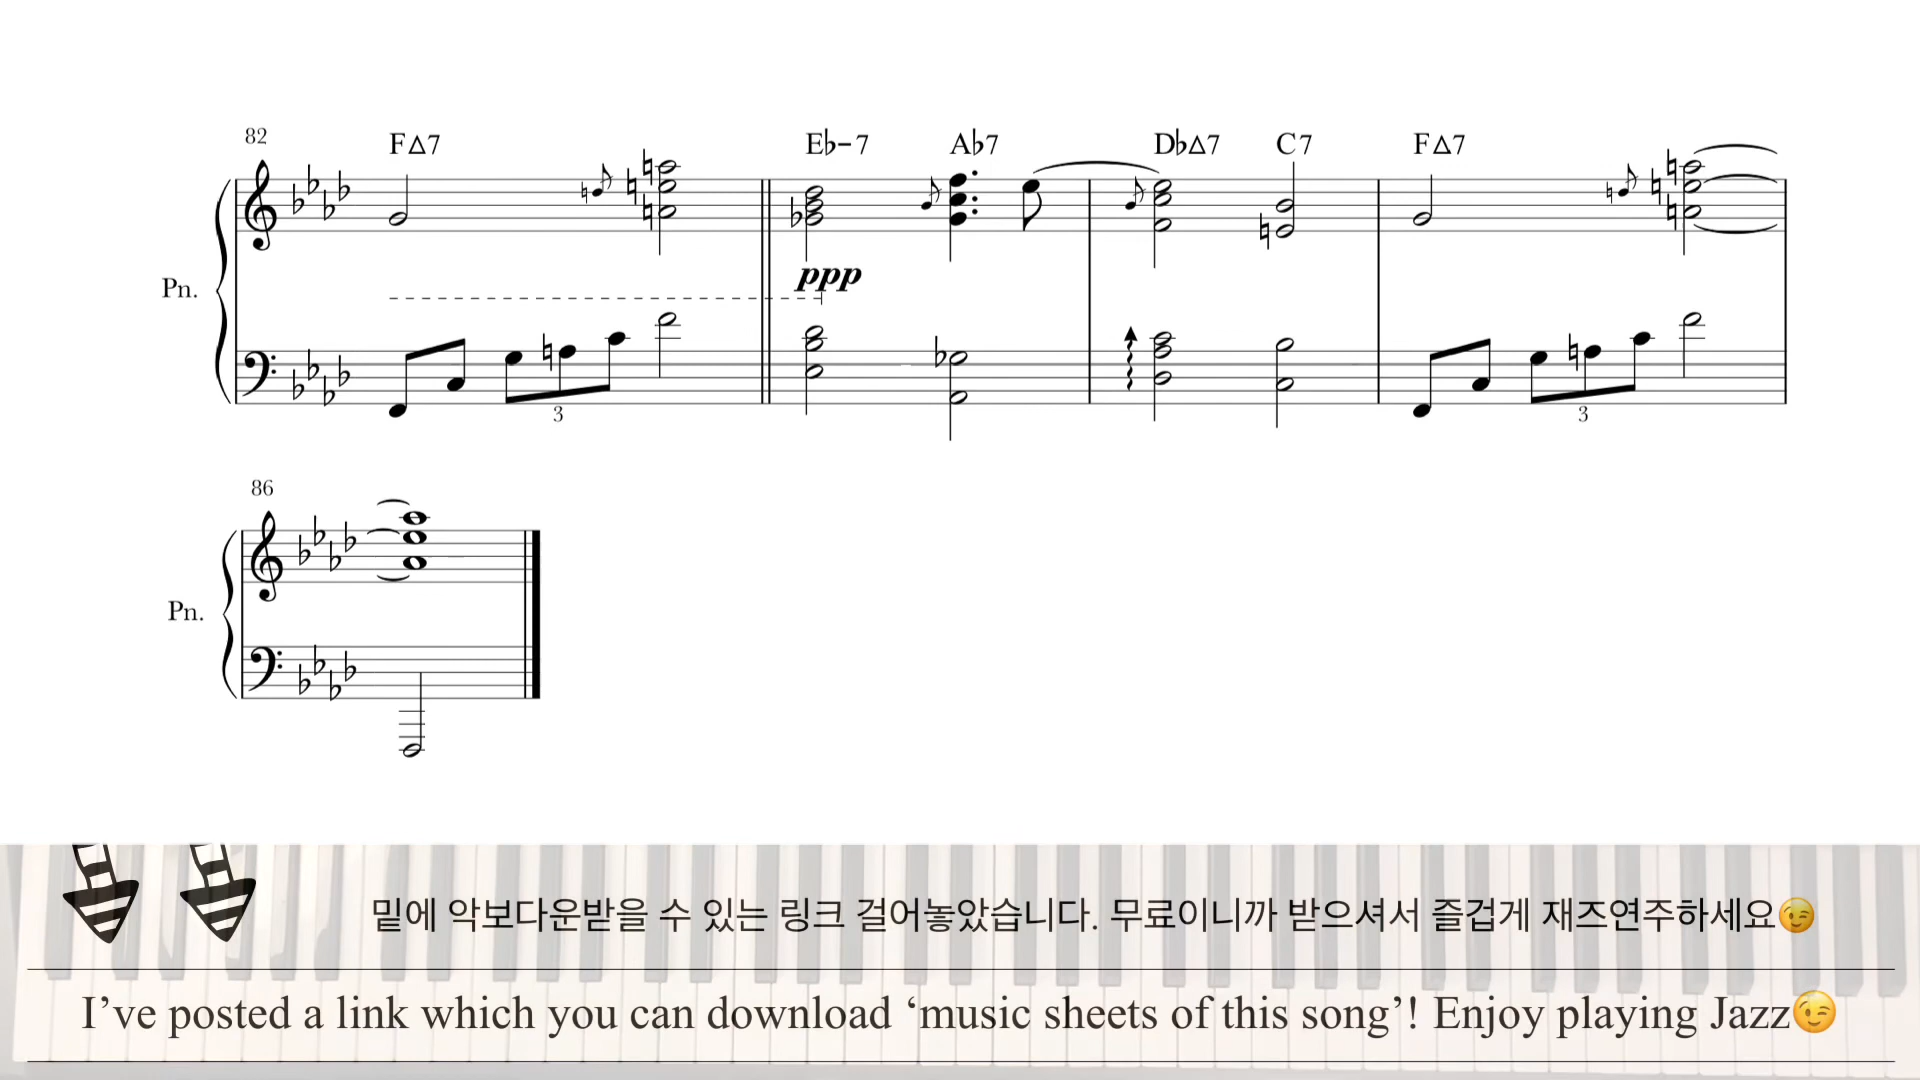 82
F△7 E♭-7 A♭7 D♭△7 C7 F△7
Pn.
ppp
3 3
86
Pn.
밑에 악보다운받을 수 있는 링크 걸어놓았습니다. 무료이니까 받으셔서 즐겁게 재즈연주하세요😉
I’ve posted a link which you can download ‘music sheets of this song’! Enjoy playing Jazz😉